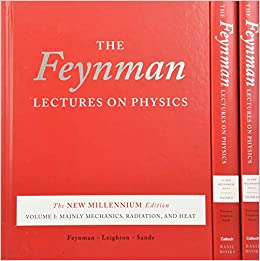 THE
Feynman
LECTURES ON PHYSICS
The NEW MILLENNIUM Edition
VOLUME I: MAINLY MECHANICS, RADIATION, AND HEAT
Feynman • Leighton • Sands
THE
Feynman
LECTURES ON PHYSICS
Caltech
BASIC
BOOKS
THE
Feynman
LECTURES ON PHYSICS
Caltech
BASIC
BOOKS